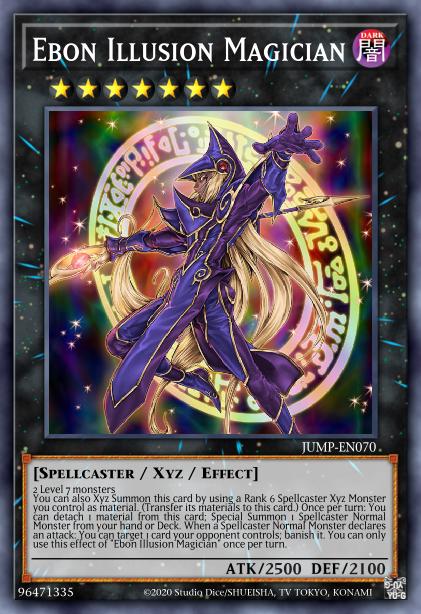 Ebon Illusion Magician
DARK
闇
JUMP-EN070
[Spellcaster / Xyz / Effect]
2 Level 7 monsters
You can also Xyz Summon this card by using a Rank 6 Spellcaster Xyz Monster
you control as material. (Transfer its materials to this card.) Once per turn: You
can detach 1 material from this card; Special Summon 1 Spellcaster Normal
Monster from your hand or Deck. When a Spellcaster Normal Monster declares
an attack: You can target 1 card your opponent controls; banish it. You can only
use this effect of "Ebon Illusion Magician" once per turn.
ATK/2500 DEF/2100
96471335
©2020 Studio Dice/SHUEISHA, TV TOKYO, KONAMI